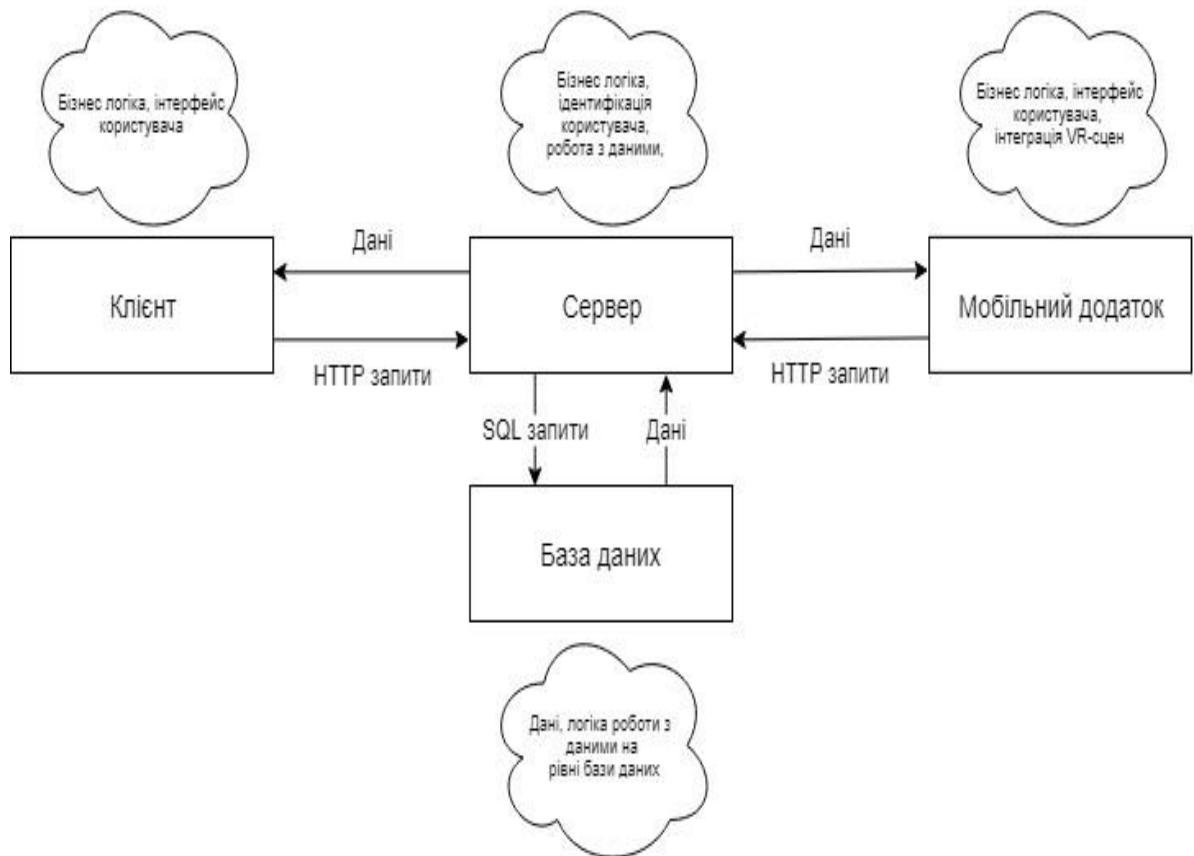 Бізнес логіка, інтерфейс
користувача
Бізнес логіка,
ідентифікація
користувача,
робота з даними,
Бізнес логіка, інтерфейс
користувача,
інтеграція VR-сцен
Дані
Дані
Клієнт
Сервер
Мобільний додаток
HTTP запити
HTTP запити
SQL запити
Дані
База даних
Дані, логіка роботи з
даними на
рівні бази даних